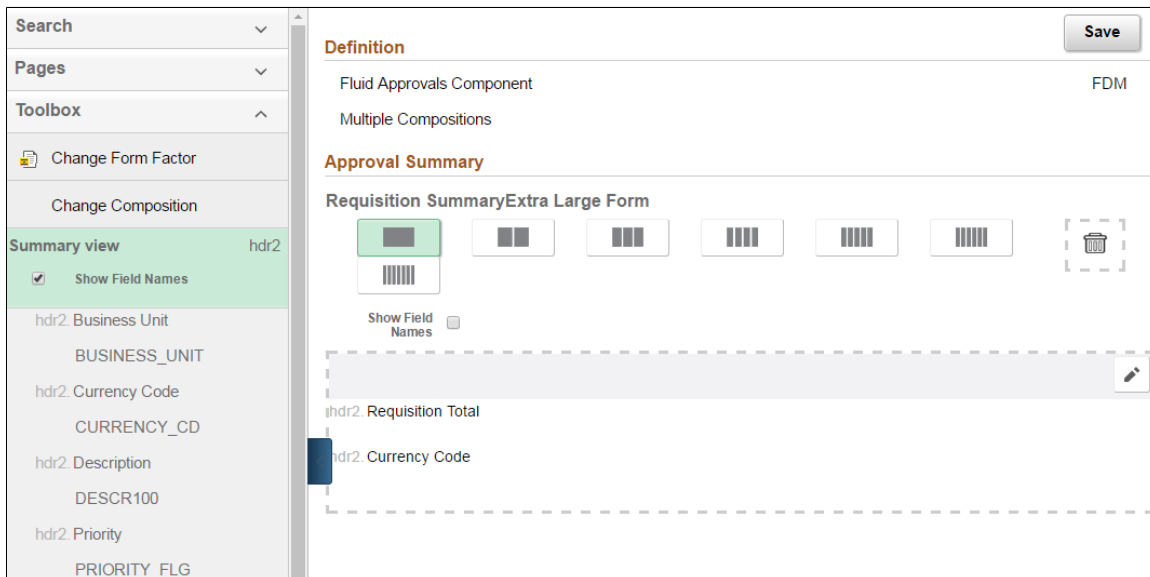 Search
Pages
Toolbox
Change Form Factor
Change Composition
Summary view hdr2
Show Field Names
hdr2. Business Unit
BUSINESS_UNIT
hdr2. Currency Code
CURRENCY_CD
hdr2. Description
DESCR100
hdr2. Priority
PRIORITY_FLG
Save
Definition
Fluid Approvals Component FDM
Multiple Compositions
Approval Summary
Requisition SummaryExtra Large Form
Show Field
Names
hdr2. Requisition Total
hdr2. Currency Code